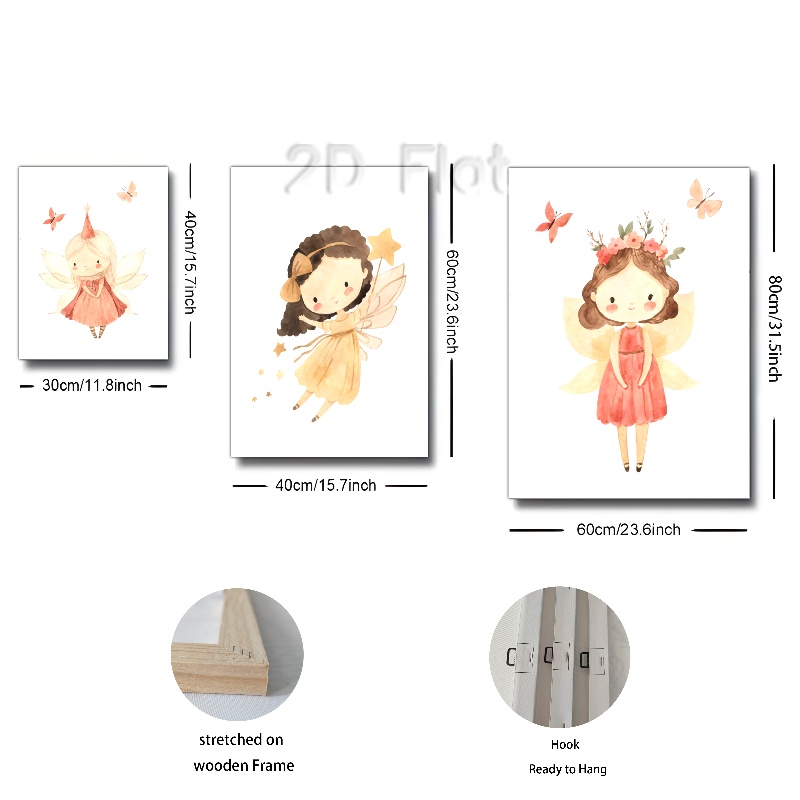 2D Flat
40cm/15.7inch
60cm/23.6inch
80cm/31.5inch
30cm/11.8inch
40cm/15.7inch
60cm/23.6inch
stretched on
wooden Frame
Hook
Ready to Hang